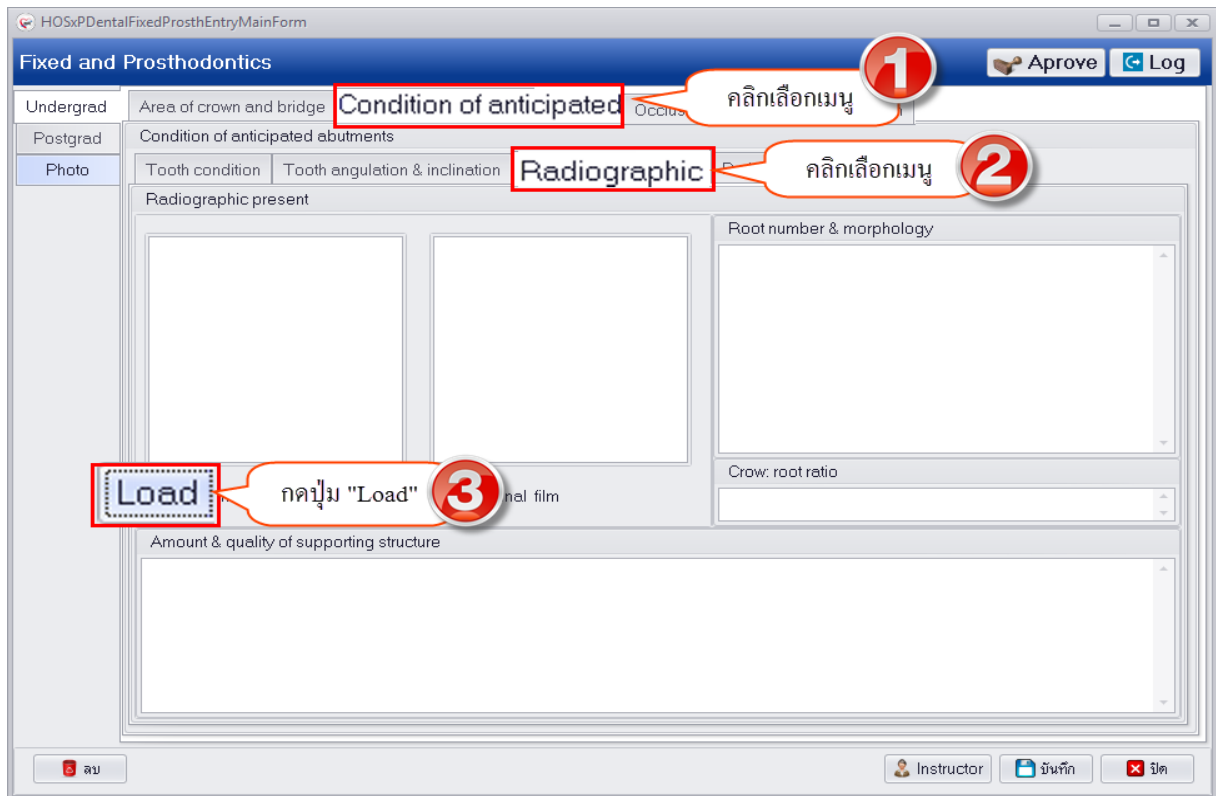 HOSxPDentalFixedProsthEntryMainForm
Fixed and Prosthodontics
Aprove
Log
1
Undergrad
Area of crown and bridge
Condition of anticipated
คลิกเลือกเมนู
Postgrad
Condition of anticipated abutments
Photo
Tooth condition
Tooth angulation & inclination
Radiographic
คลิกเลือกเมนู
2
Radiographic present
Root number & morphology
Crow: root ratio
Load
กดปุ่ม "Load"
3
film
Amount & quality of supporting structure
ลบ
Instructor
บันทึก
ปิด